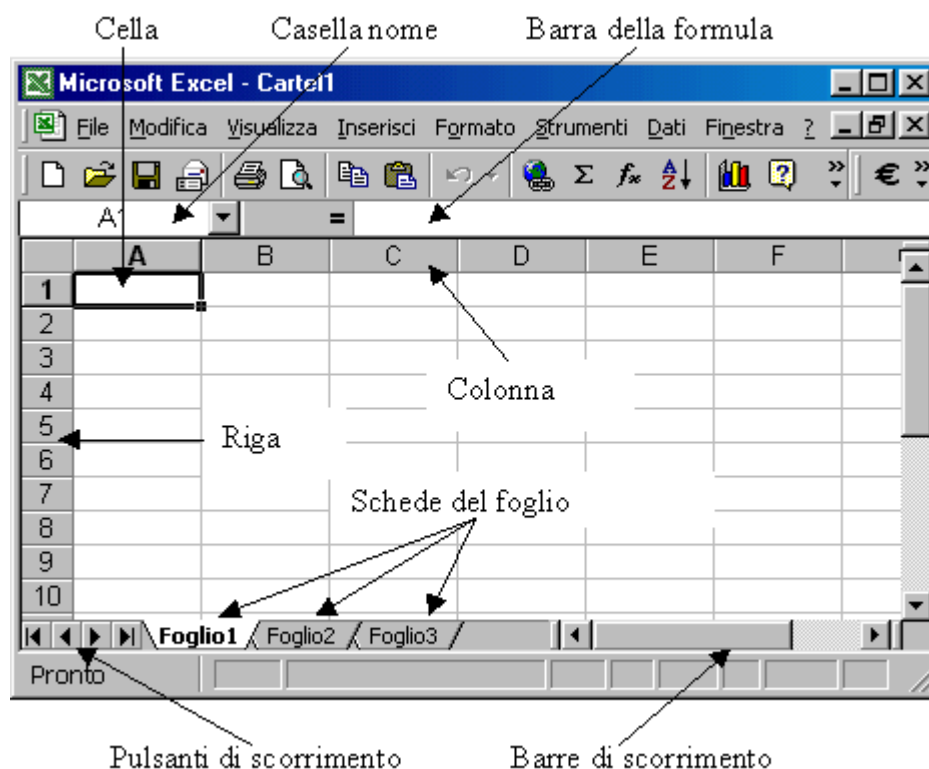 Cella Casella nome Barra della formula
Microsoft Excel - Cartel1
File Modifica Visualizza Inserisci Formato Strumenti Dati Finestra ?
Σ fx A Z ? » € »
A1 =
A B C D E F
1
2
3
4 Colonna
5 Riga
6
7 Schede del foglio
8
9
10
Foglio1 Foglio2 Foglio3
Pronto
Pulsanti di scorrimento Barre di scorrimento